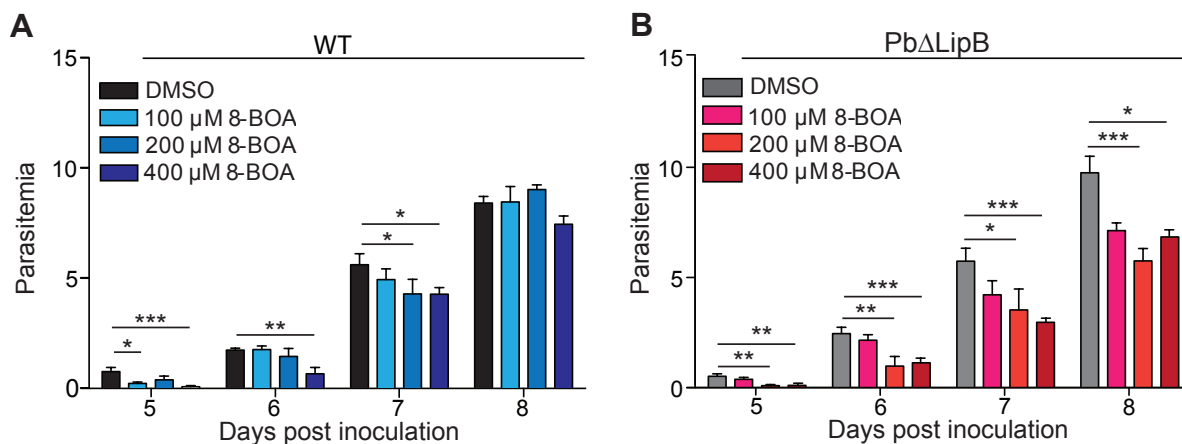 A
WT
15
10
5
0
Parasitemia
DMSO
100 µM 8-BOA
200 µM 8-BOA
400 µM 8-BOA
***
*
**
*
*
5 6 7 8
Days post inoculation
B
PbΔLipB
15
10
5
0
Parasitemia
DMSO
100 µM 8-BOA
200 µM 8-BOA
400 µM8-BOA
**
**
***
**
***
*
*
***
5 6 7 8
Days post inoculation